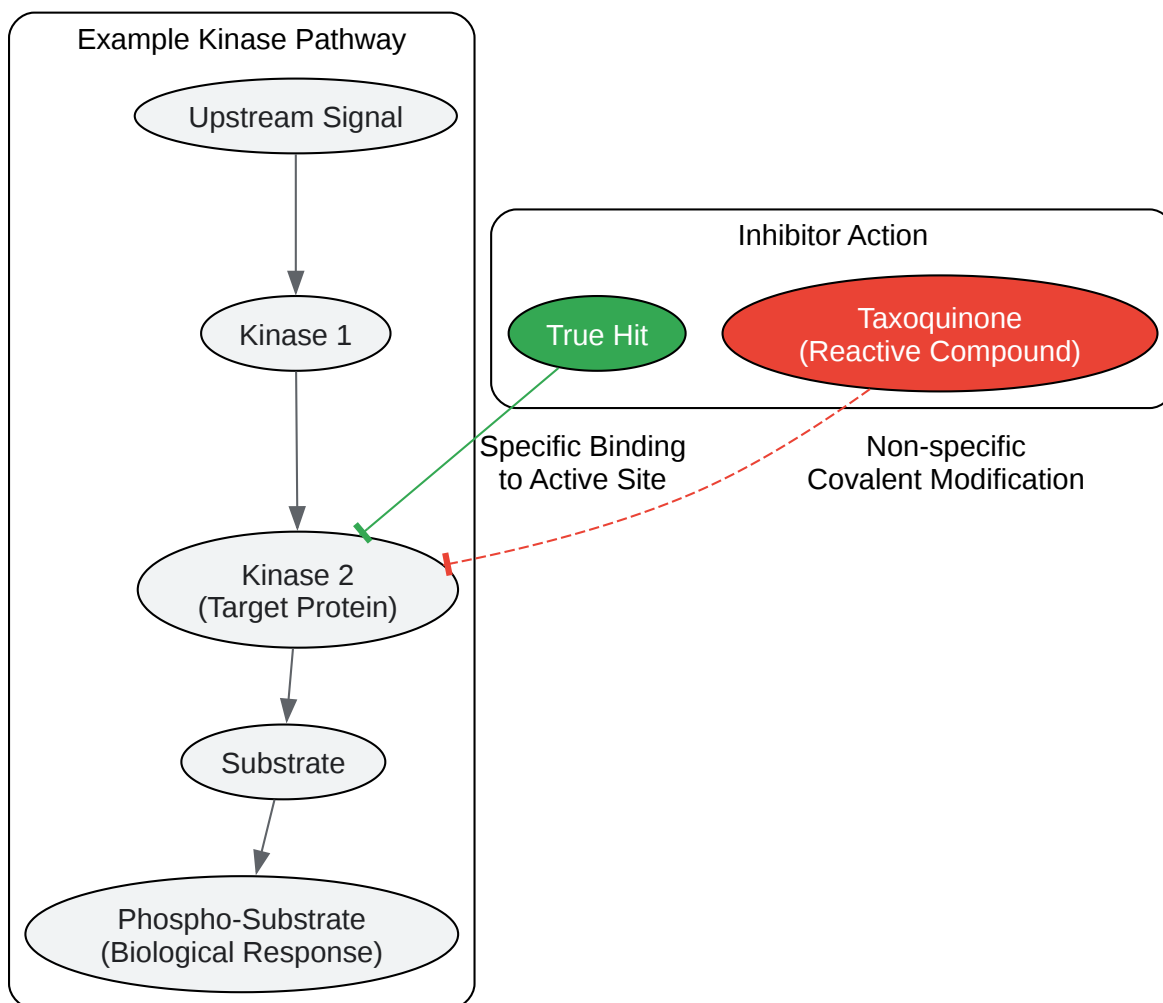 Example Kinase Pathway
Upstream Signal
Kinase 1
Kinase 2
(Target Protein)
Substrate
Phospho-Substrate
(Biological Response)
Inhibitor Action
True Hit
Taxoquinone
(Reactive Compound)
Specific Binding
to Active Site
Non-specific
Covalent Modification